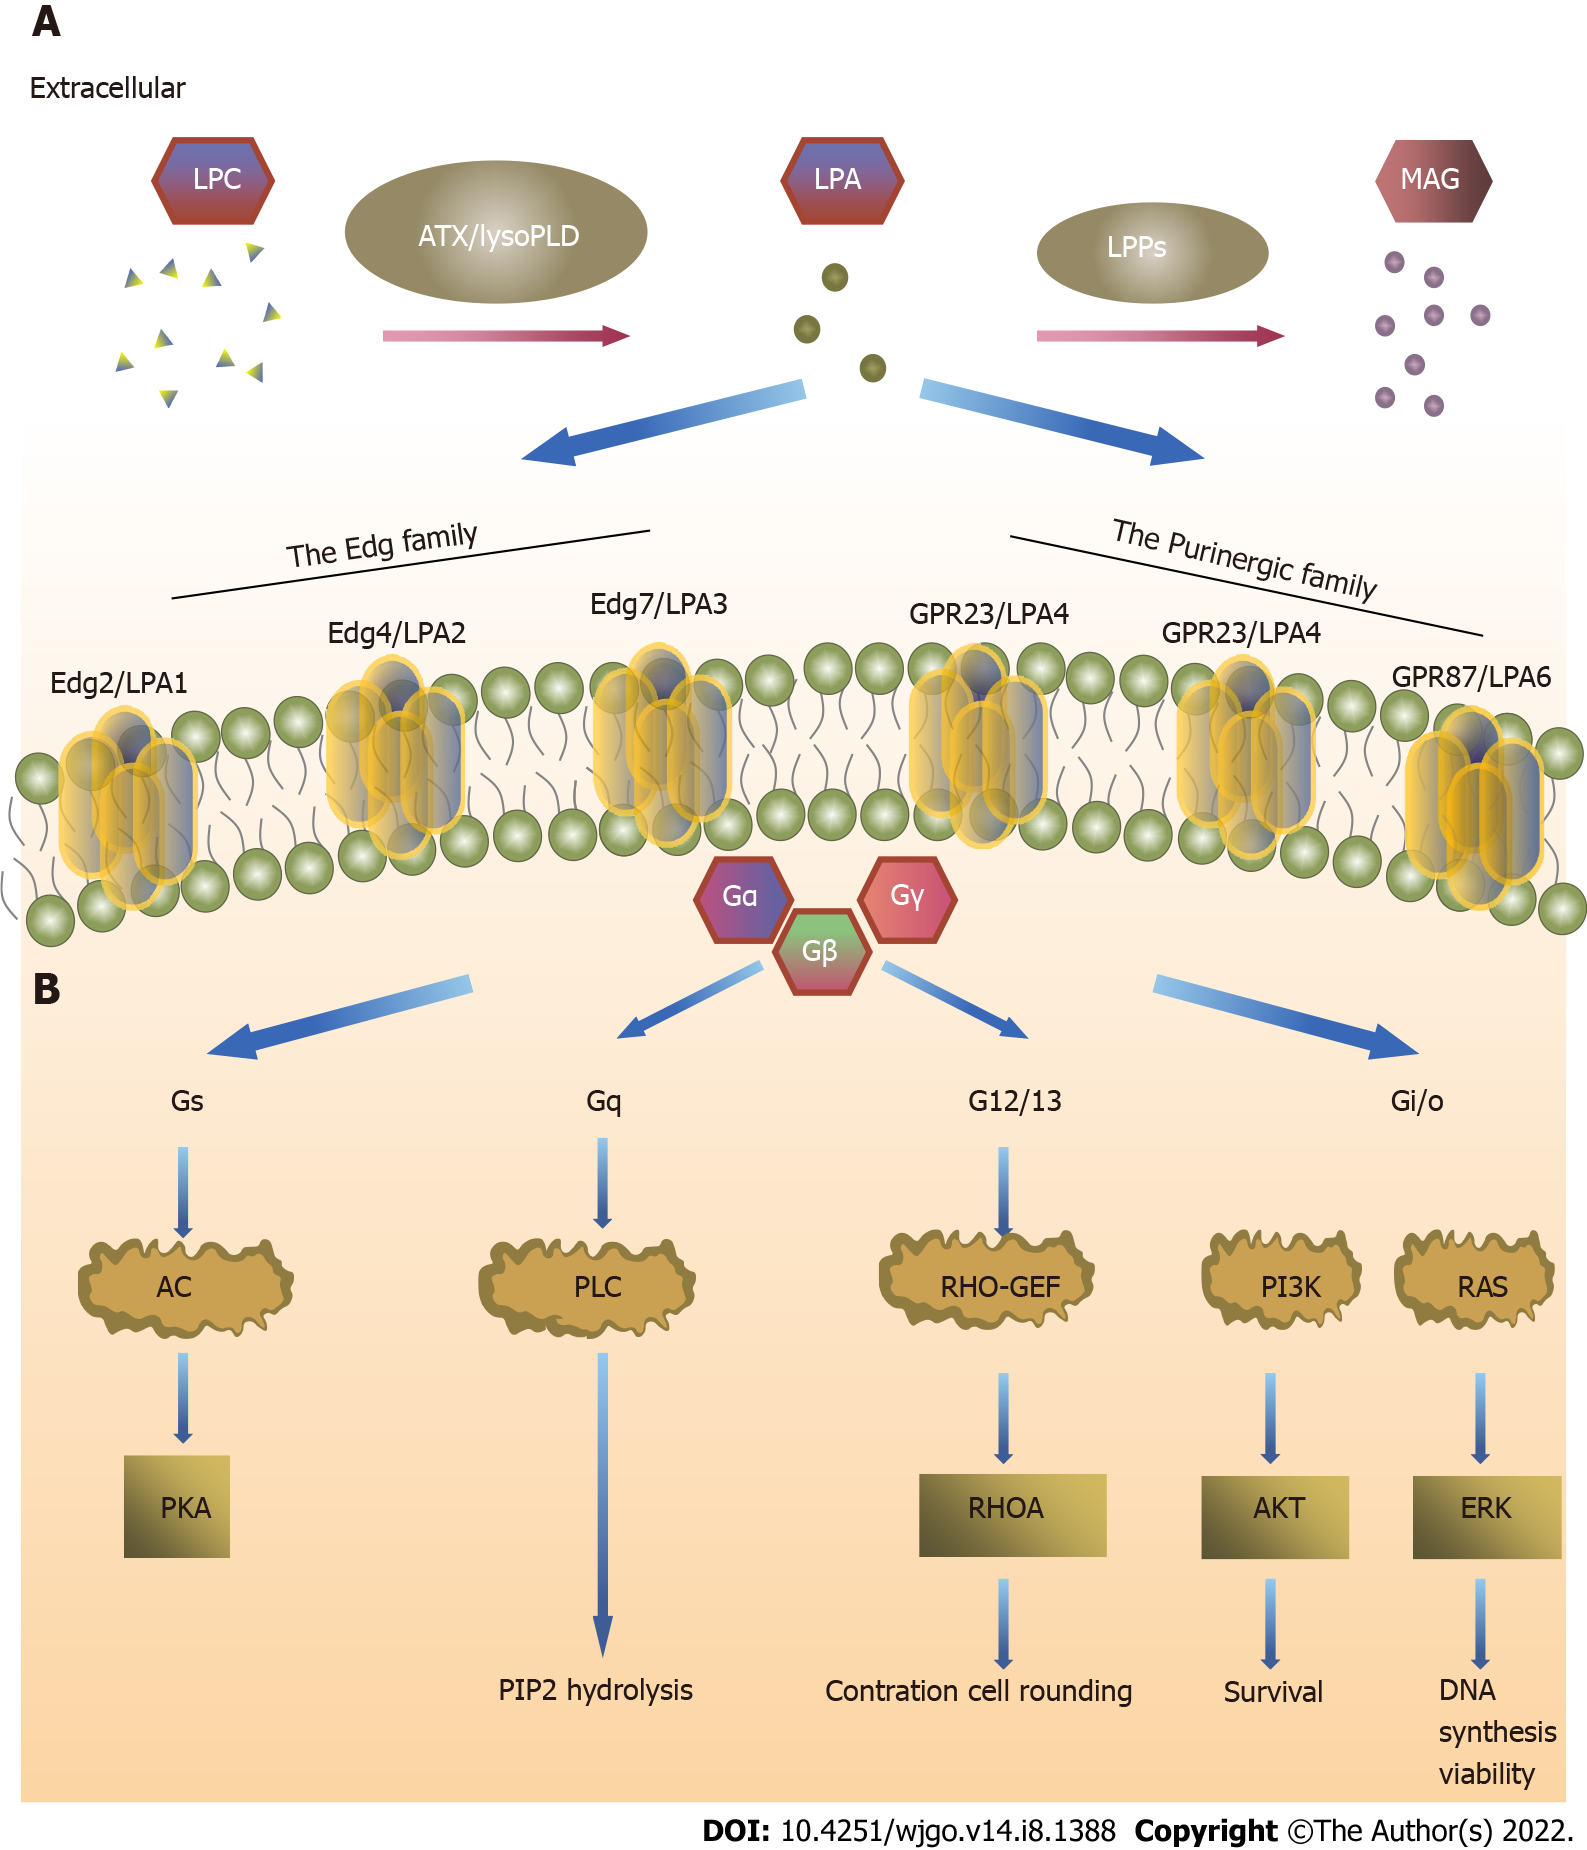 A
Extracellular
LPC
ATX/lysoPLD
LPA
LPPs
MAG
The Edg family
The Purinergic family
Edg2/LPA1
Edg4/LPA2
Edg7/LPA3
GPR23/LPA4
GPR23/LPA4
GPR87/LPA6
Gα
Gβ
Gγ
B
Gs
Gq
G12/13
Gi/o
AC
PLC
RHO-GEF
PI3K
RAS
PKA
RHOA
AKT
ERK
PIP2 hydrolysis
Contration cell rounding
Survival
DNA
synthesis
viability
DOI: 10.4251/wjgo.v14.i8.1388 Copyright ©The Author(s) 2022.